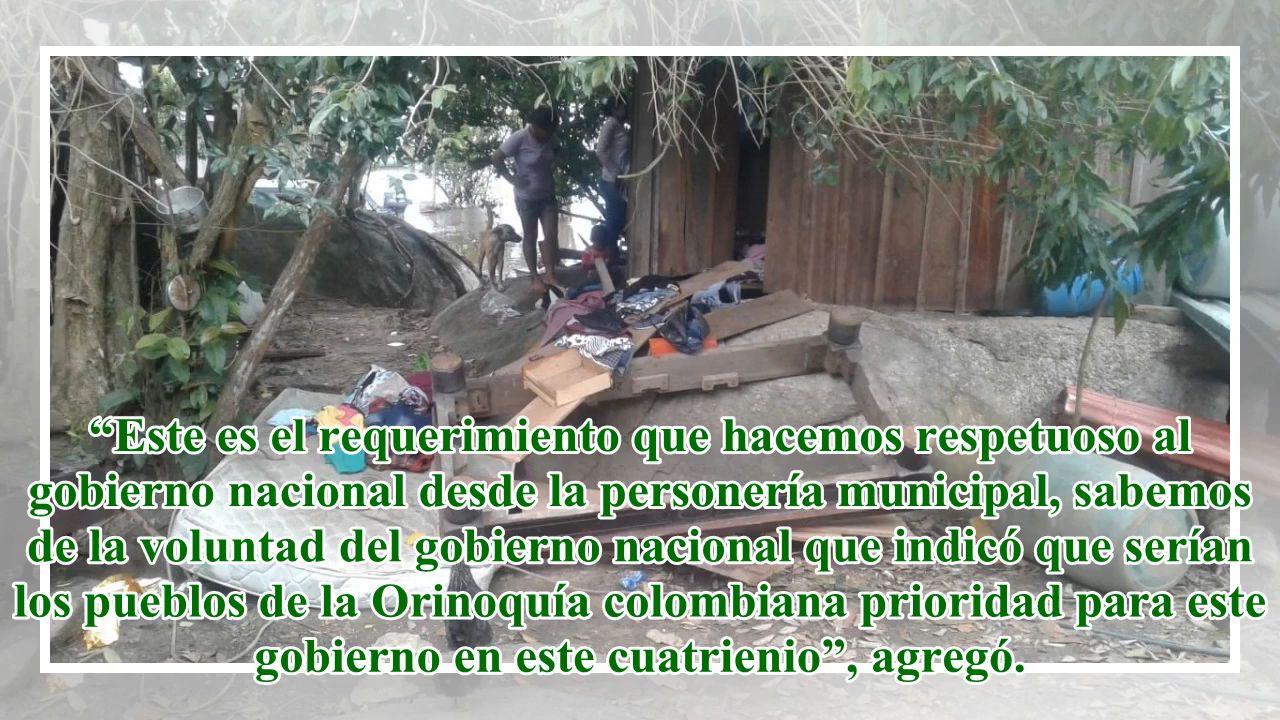 “Este es el requerimiento que hacemos respetuoso al
gobierno nacional desde la personería municipal, sabemos
de la voluntad del gobierno nacional que indicó que serían
los pueblos de la Orinoquía colombiana prioridad para este
gobierno en este cuatrienio”, agregó.